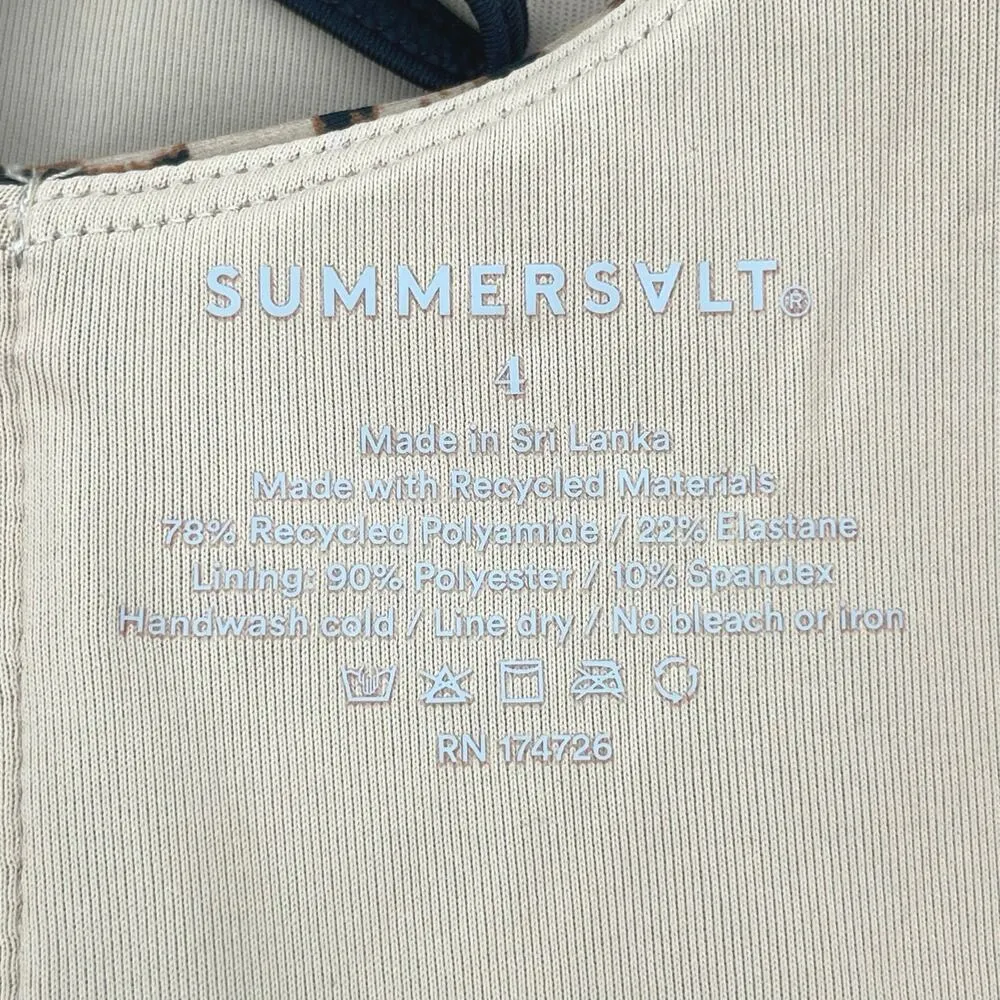 SUMMERSALT®
4
Made in Sri Lanka
Made with Recycled Materials
78% Recycled Polyamide / 22% Elastane
Lining: 90% Polyester / 10% Spandex
Handwash cold / Line dry / No bleach or iron
RN 174726